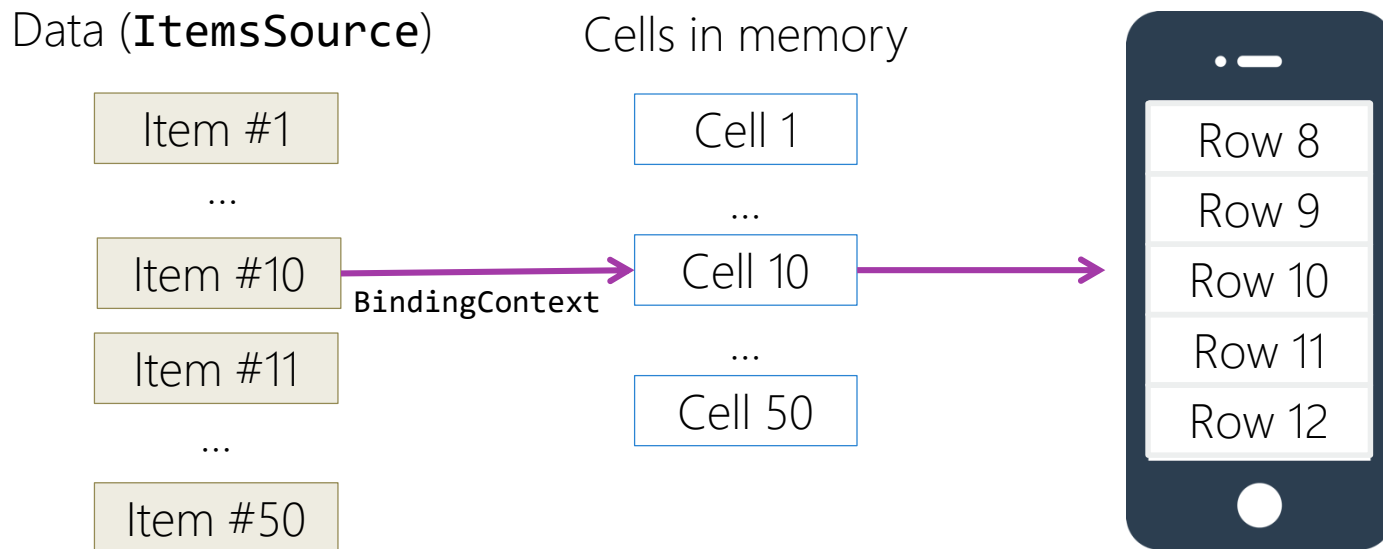 Data (ItemsSource)
Cells in memory
Item #1
...
Item #10
Item #11
...
Item #50
BindingContext
Cell 1
...
Cell 10
...
Cell 50
Row 8
Row 9
Row 10
Row 11
Row 12